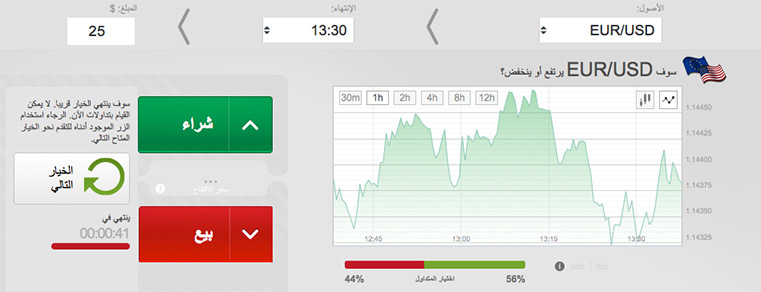 الأصول:
EUR/USD
الإنتهاء:
13:30
المبلغ: $
25
سوف EUR/USD يرتفع أو ينخفض؟
30m 1h 2h 4h 8h 12h
1.14450
1.14425
1.14400
1.14375
1.14350
1.14325
12:45 13:00 13:15 13:30
44% اختيار المتداول 56%
شراء
سعر الافتتاح
بيع
سوف ينتهي الخيار قريبا. لا يمكن
القيام بتداولات الآن. الرجاء استخدام
الزر الموجود أدناه للتقدم نحو الخيار
المتاح التالي.
الخيار
التالي
ينتهي في
00:00:41